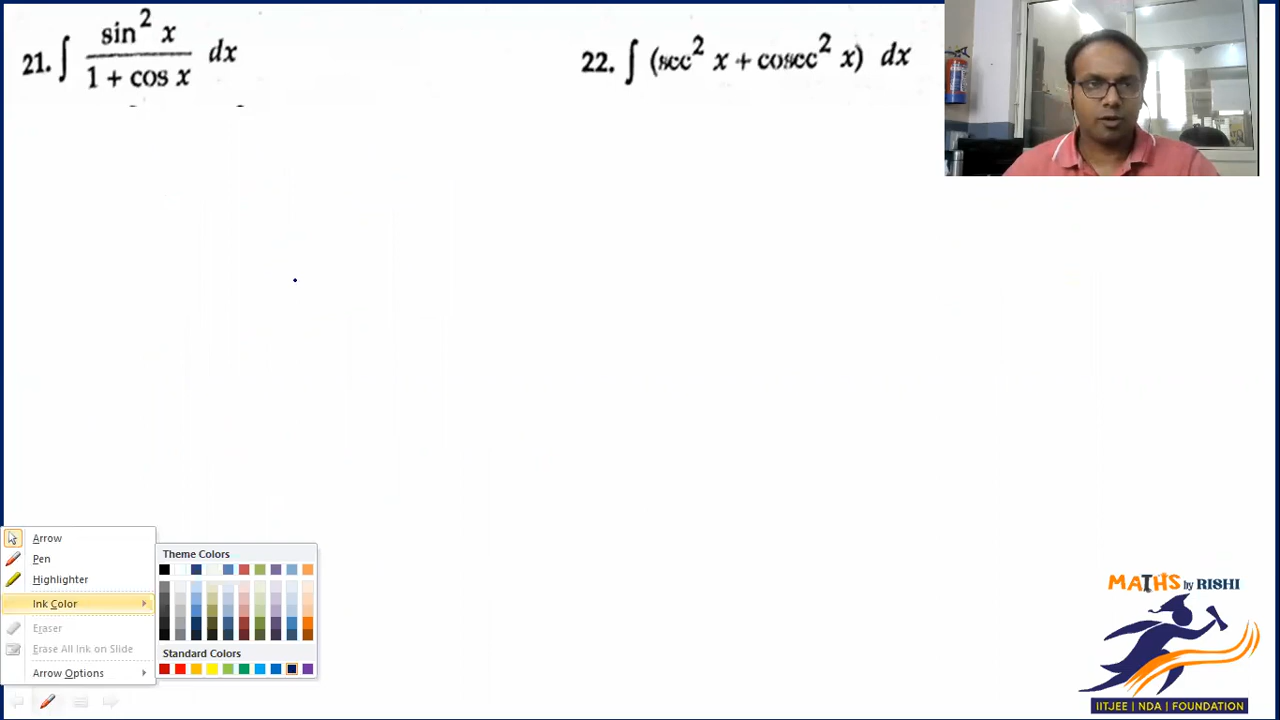 21. ∫ sin² x / 1 + cos x dx
22. ∫ (sec² x + cosec² x) dx
Arrow
Pen
Highlighter
Ink Color
Eraser
Erase All Ink on Slide
Arrow Options
Theme Colors
Standard Colors
MATHS by RISHI
IITJEE | NDA | FOUNDATION